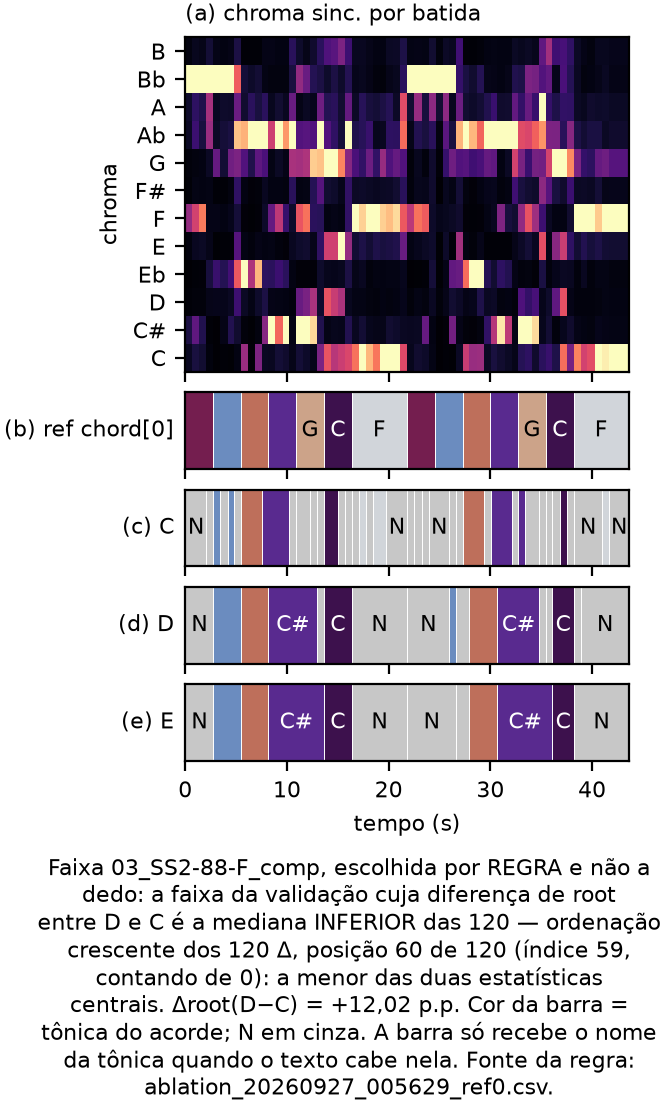 (a) chroma sinc. por batida
chroma
B
Bb
A
Ab
G
F#
F
E
Eb
D
C#
C
(b) ref chord[0]
G C F G C F
(c) C
N N N N N
(d) D
N C# C N N C# C N
(e) E
N C# C N N C# C N
0 10 20 30 40
tempo (s)
Faixa 03_SS2-88-F_comp, escolhida por REGRA e não a
dedo: a faixa da validação cuja diferença de root
entre D e C é a mediana INFERIOR das 120 — ordenação
crescente dos 120 Δ, posição 60 de 120 (índice 59,
contando de 0): a menor das duas estatísticas
centrais. Δroot(D−C) = +12,02 p.p. Cor da barra =
tônica do acorde; N em cinza. A barra só recebe o nome
da tônica quando o texto cabe nela. Fonte da regra:
ablation_20260927_005629_ref0.csv.